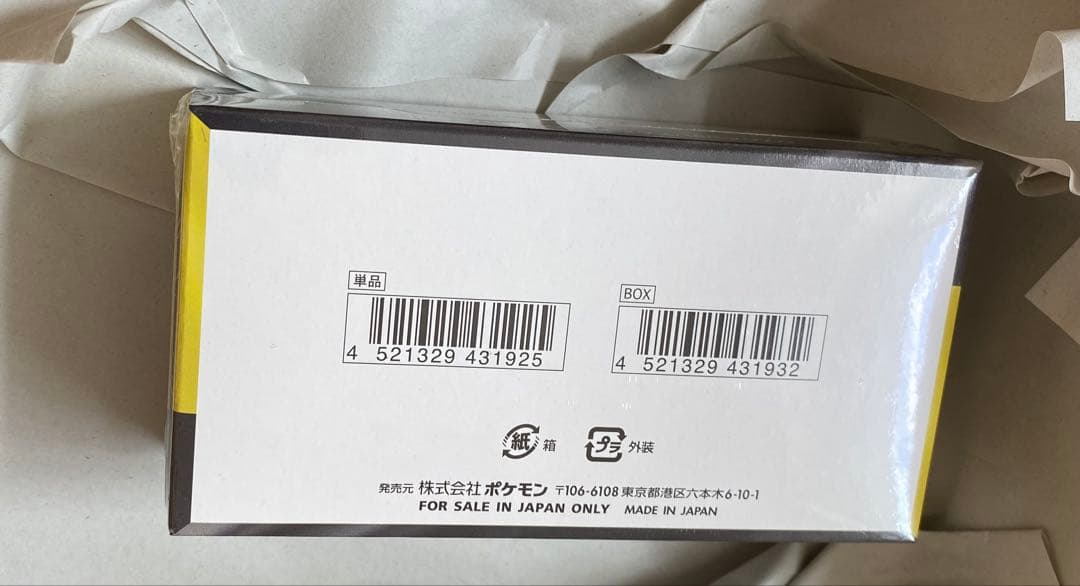 単品
BOX
4 521329 431925
4 521329 431932
紙 箱
プラ 外装
発売元 株式会社ポケモン 〒106-6108 東京都港区六本木6-10-1
FOR SALE IN JAPAN ONLY MADE IN JAPAN